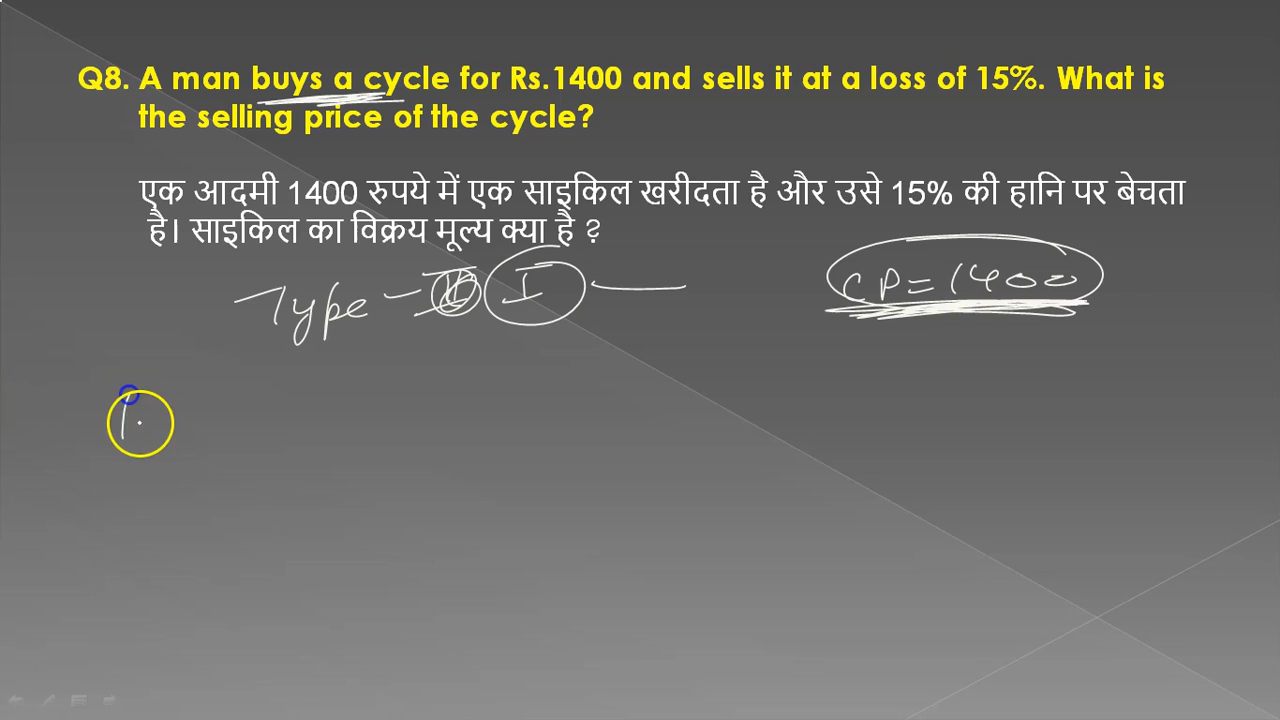 Q8. A man buys a cycle for Rs.1400 and sells it at a loss of 15%. What is
the selling price of the cycle?
एक आदमी 1400 रुपये में एक साइकिल खरीदता है और उसे 15% की हानि पर बेचता
है। साइकिल का विक्रय मूल्य क्या है ?
Type - I
CP = 1400